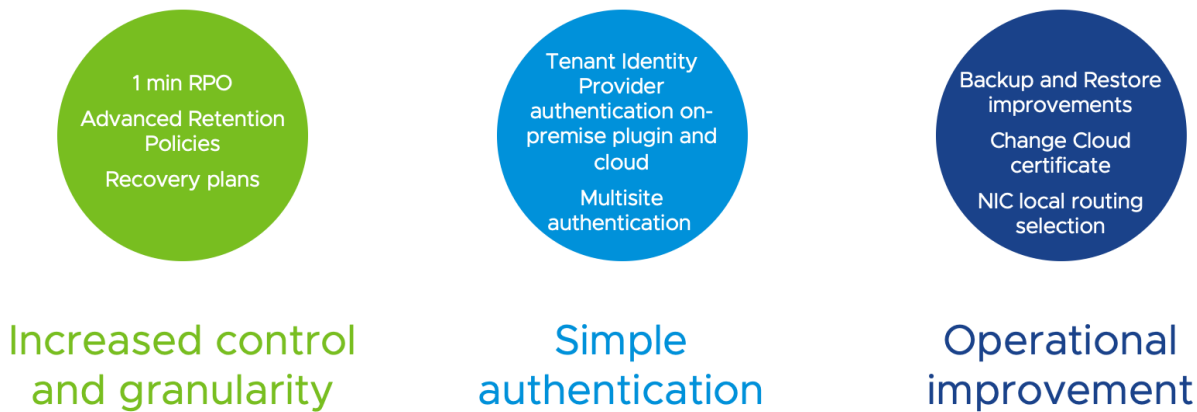 1 min RPO
Advanced Retention
Policies
Recovery plans
Increased control
and granularity
Tenant Identity
Provider
authentication on-
premise plugin and
cloud
Multisite
authentication
Simple
authentication
Backup and Restore
improvements
Change Cloud
certificate
NIC local routing
selection
Operational
improvement